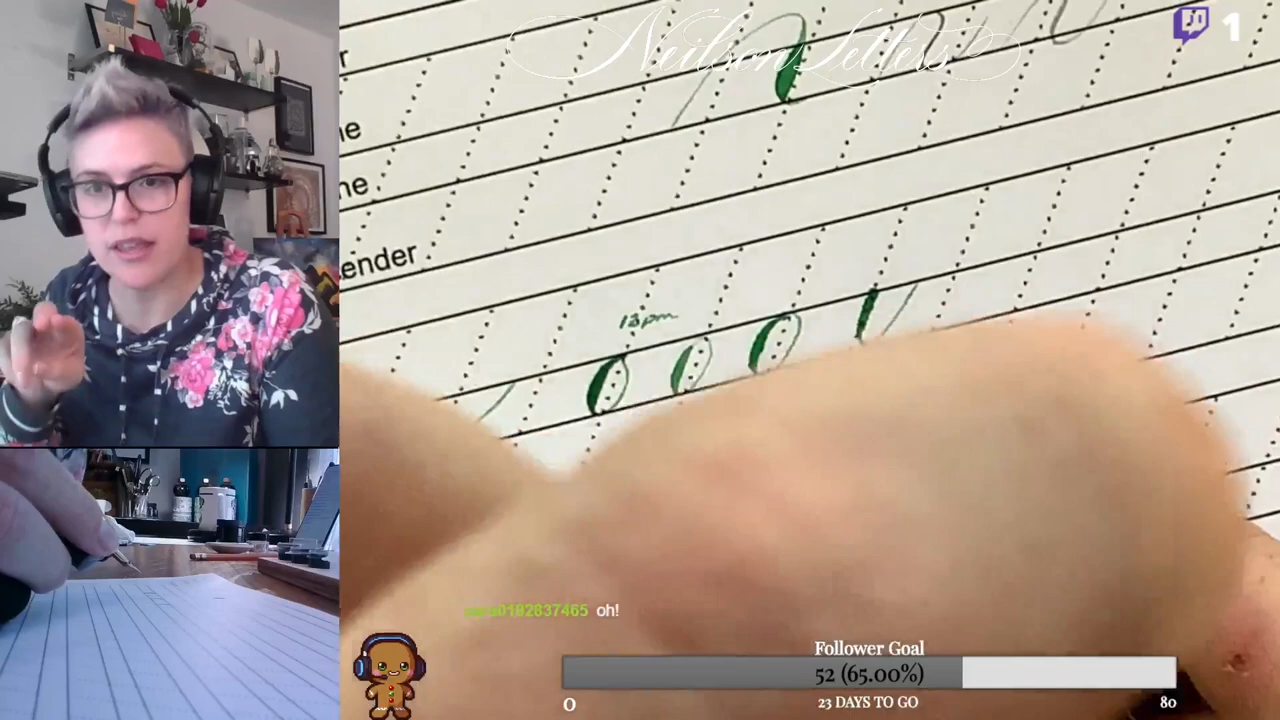 Neilson Letters
1
r
ne
ne
ender
13pm
oh!
Follower Goal
52 (65.00%)
0 23 DAYS TO GO 80